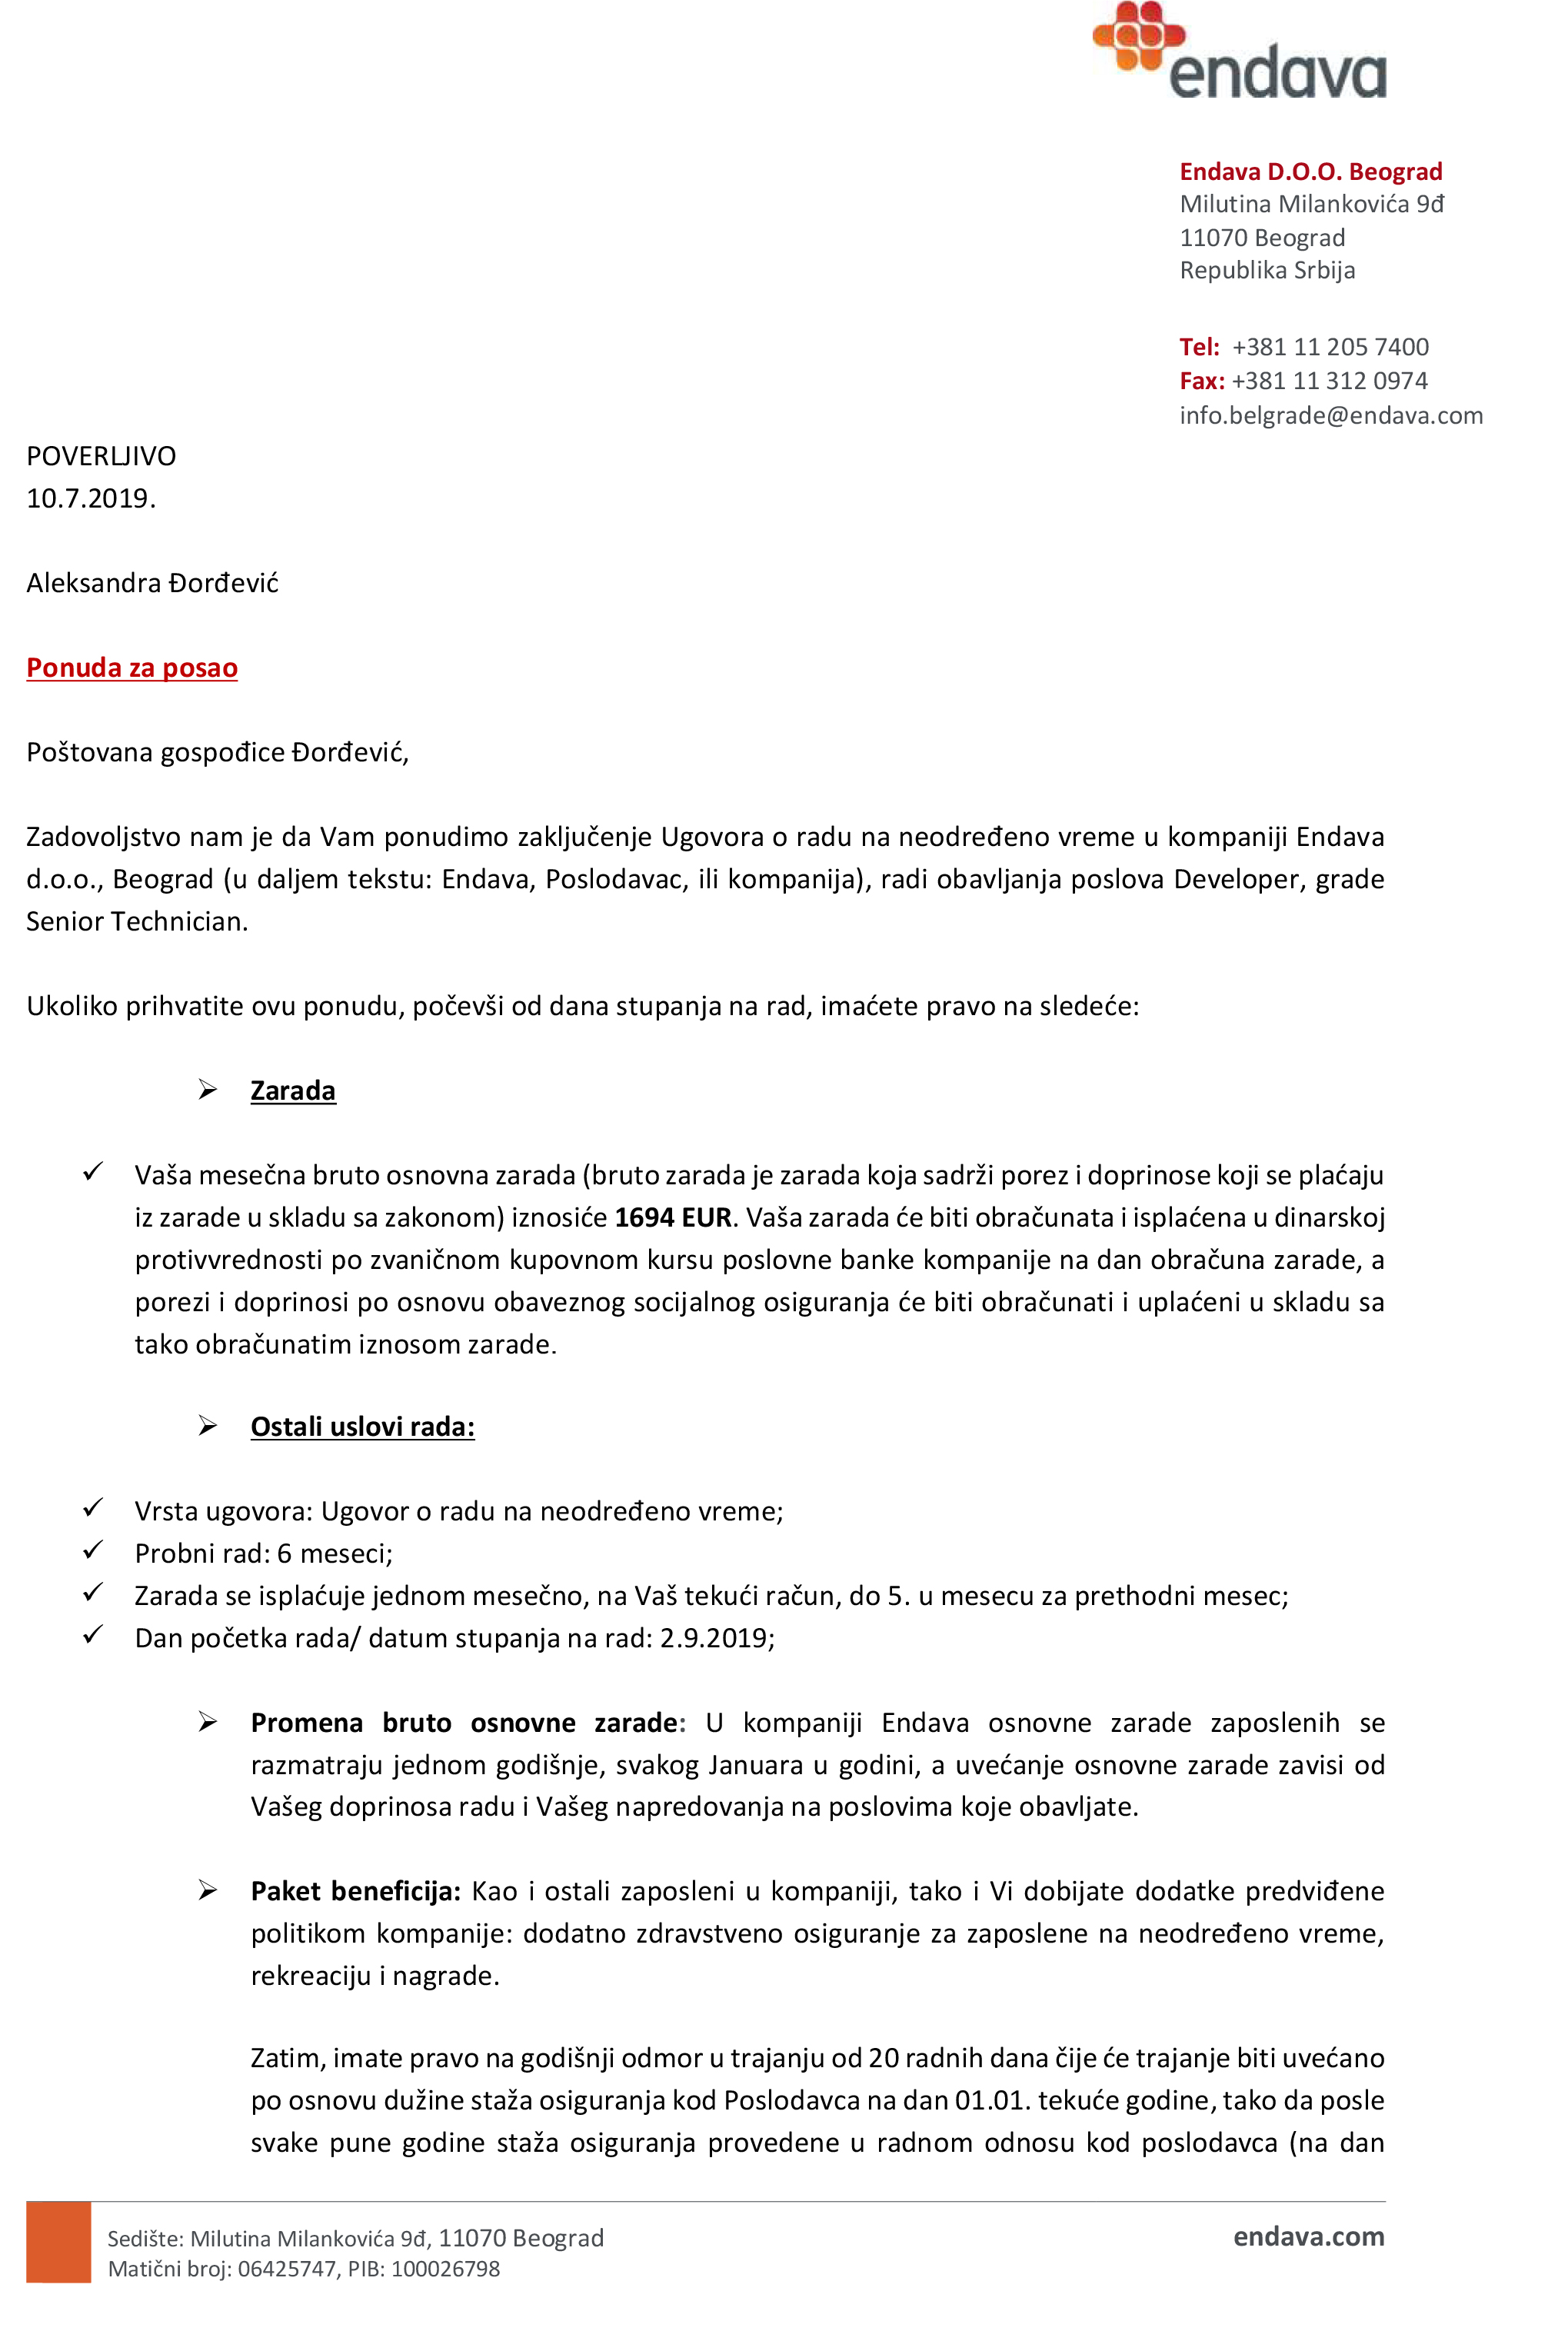 endava
Endava D.O.O. Beograd
Milutina Milankovića 9đ
11070 Beograd
Republika Srbija
Tel: +381 11 205 7400
Fax: +381 11 312 0974
info.belgrade@endava.com
POVERLJIVO
10.7.2019.
Aleksandra Đorđević
Ponuda za posao
Poštovana gospođice Đorđević,
Zadovoljstvo nam je da Vam ponudimo zaključenje Ugovora o radu na neodređeno vreme u kompaniji Endava
d.o.o., Beograd (u daljem tekstu: Endava, Poslodavac, ili kompanija), radi obavljanja poslova Developer, grade
Senior Technician.
Ukoliko prihvatite ovu ponudu, počevši od dana stupanja na rad, imaćete pravo na sledeće:
➢ Zarada
✓ Vaša mesečna bruto osnovna zarada (bruto zarada je zarada koja sadrži porez i doprinose koji se plaćaju
iz zarade u skladu sa zakonom) iznosiće 1694 EUR. Vaša zarada će biti obračunata i isplaćena u dinarskoj
protivvrednosti po zvaničnom kupovnom kursu poslovne banke kompanije na dan obračuna zarade, a
porezi i doprinosi po osnovu obaveznog socijalnog osiguranja će biti obračunati i uplaćeni u skladu sa
tako obračunatim iznosom zarade.
➢ Ostali uslovi rada:
✓ Vrsta ugovora: Ugovor o radu na neodređeno vreme;
✓ Probni rad: 6 meseci;
✓ Zarada se isplaćuje jednom mesečno, na Vaš tekući račun, do 5. u mesecu za prethodni mesec;
✓ Dan početka rada/ datum stupanja na rad: 2.9.2019;
➢ Promena bruto osnovne zarade: U kompaniji Endava osnovne zarade zaposlenih se
razmatraju jednom godišnje, svakog Januara u godini, a uvećanje osnovne zarade zavisi od
Vašeg doprinosa radu i Vašeg napredovanja na poslovima koje obavljate.
➢ Paket beneficija: Kao i ostali zaposleni u kompaniji, tako i Vi dobijate dodatke predviđene
politikom kompanije: dodatno zdravstveno osiguranje za zaposlene na neodređeno vreme,
rekreaciju i nagrade.
Zatim, imate pravo na godišnji odmor u trajanju od 20 radnih dana čije će trajanje biti uvećano
po osnovu dužine staža osiguranja kod Poslodavca na dan 01.01. tekuće godine, tako da posle
svake pune godine staža osiguranja provedene u radnom odnosu kod poslodavca (na dan
Sedište: Milutina Milankovića 9đ, 11070 Beograd
Matični broj: 06425747, PIB: 100026798
endava.com